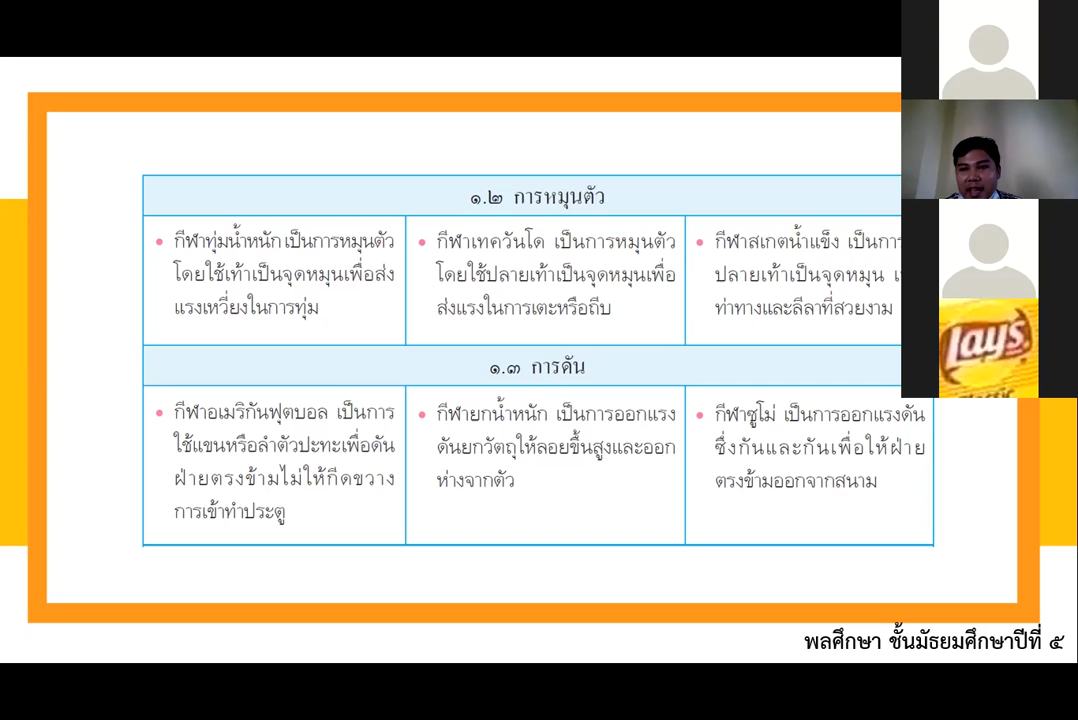 ๑.๒ การหมุนตัว
• กีฬาทุ่มน้ำหนัก เป็นการหมุนตัว
โดยใช้เท้าเป็นจุดหมุนเพื่อส่ง
แรงเหวี่ยงในการทุ่ม
• กีฬาเทควันโด เป็นการหมุนตัว
โดยใช้ปลายเท้าเป็นจุดหมุนเพื่อ
ส่งแรงในการเตะหรือถีบ
• กีฬาสเกตน้ำแข็ง เป็นการ
ปลายเท้าเป็นจุดหมุน
ท่าทางและลีลาที่สวยงาม
๑.๓ การดัน
• กีฬาอเมริกันฟุตบอล เป็นการ
ใช้แขนหรือลำตัวปะทะเพื่อดัน
ฝ่ายตรงข้ามไม่ให้กีดขวาง
การเข้าทำประตู
• กีฬายกน้ำหนัก เป็นการออกแรง
ดันยกวัตถุให้ลอยขึ้นสูงและออก
ห่างจากตัว
• กีฬาซูโม่ เป็นการออกแรงดัน
ซึ่งกันและกันเพื่อให้ฝ่าย
ตรงข้ามออกจากสนาม
พลศึกษา ชั้นมัธยมศึกษาปีที่ ๕
Lay's